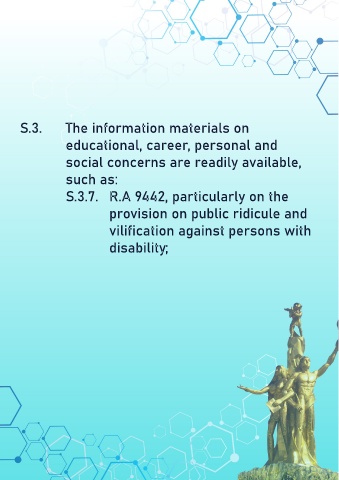 S.3. The information materials on
educational, career, personal and
social concerns are readily available,
such as:
S.3.7. R.A 9442, particularly on the
provision on public ridicule and
vilification against persons with
disability;